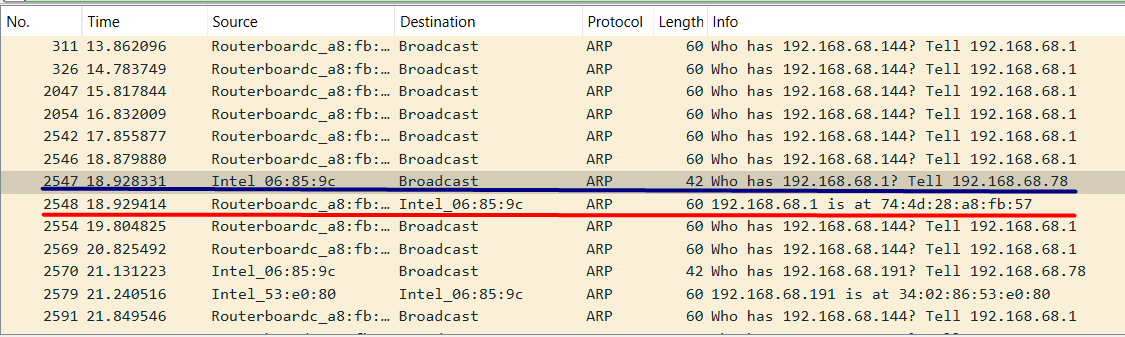 No. Time Source Destination Protocol Length Info
311 13.862096 Routerboardc_a8:fb:… Broadcast ARP 60 Who has 192.168.68.144? Tell 192.168.68.1
326 14.783749 Routerboardc_a8:fb:… Broadcast ARP 60 Who has 192.168.68.144? Tell 192.168.68.1
2047 15.817844 Routerboardc_a8:fb:… Broadcast ARP 60 Who has 192.168.68.144? Tell 192.168.68.1
2054 16.832009 Routerboardc_a8:fb:… Broadcast ARP 60 Who has 192.168.68.144? Tell 192.168.68.1
2542 17.855877 Routerboardc_a8:fb:… Broadcast ARP 60 Who has 192.168.68.144? Tell 192.168.68.1
2546 18.879880 Routerboardc_a8:fb:… Broadcast ARP 60 Who has 192.168.68.144? Tell 192.168.68.1
2547 18.928331 Intel_06:85:9c Broadcast ARP 42 Who has 192.168.68.1? Tell 192.168.68.78
2548 18.929414 Routerboardc_a8:fb:… Intel_06:85:9c ARP 60 192.168.68.1 is at 74:4d:28:a8:fb:57
2554 19.804825 Routerboardc_a8:fb:… Broadcast ARP 60 Who has 192.168.68.144? Tell 192.168.68.1
2569 20.825492 Routerboardc_a8:fb:… Broadcast ARP 60 Who has 192.168.68.144? Tell 192.168.68.1
2570 21.131223 Intel_06:85:9c Broadcast ARP 42 Who has 192.168.68.191? Tell 192.168.68.78
2579 21.240516 Intel_53:e0:80 Intel_06:85:9c ARP 60 192.168.68.191 is at 34:02:86:53:e0:80
2591 21.849546 Routerboardc_a8:fb:… Broadcast ARP 60 Who has 192.168.68.144? Tell 192.168.68.1